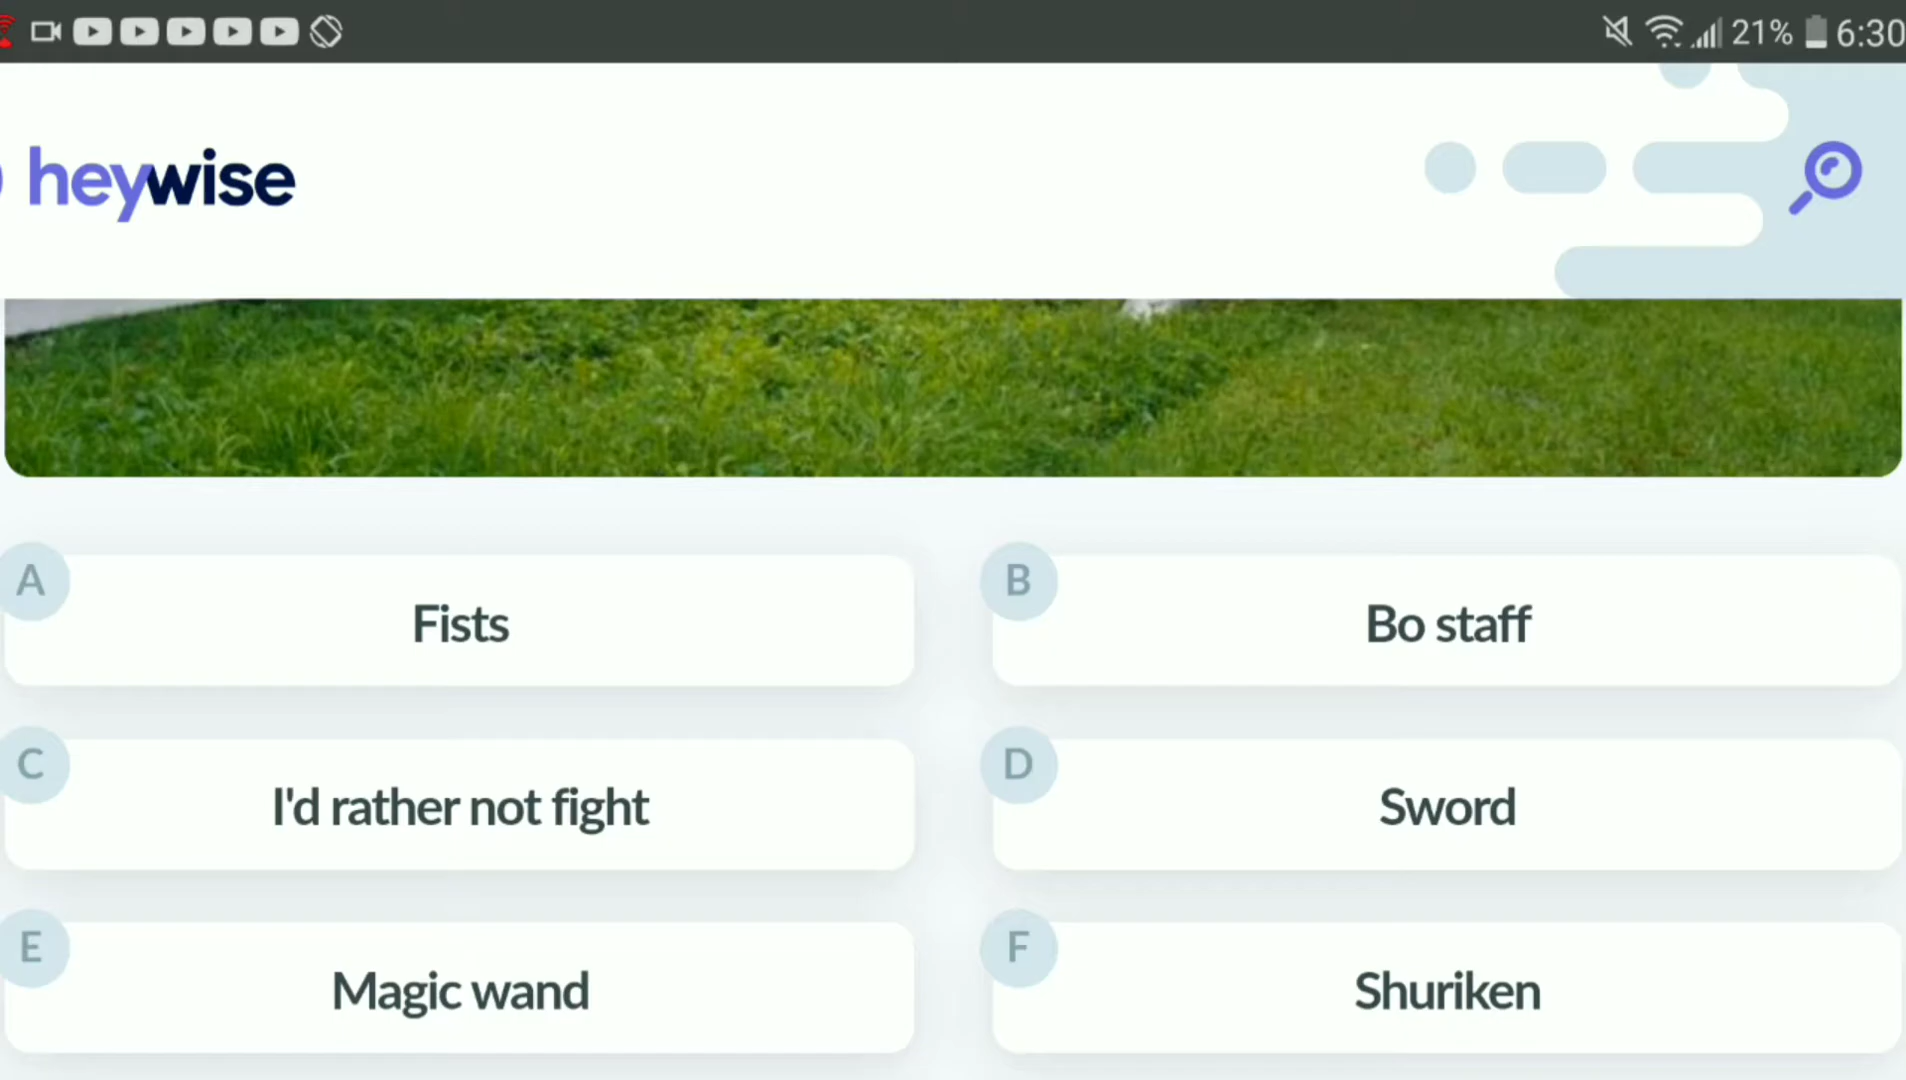 21% 6:30
heywise
A
Fists
B
Bo staff
C
I'd rather not fight
D
Sword
E
Magic wand
F
Shuriken